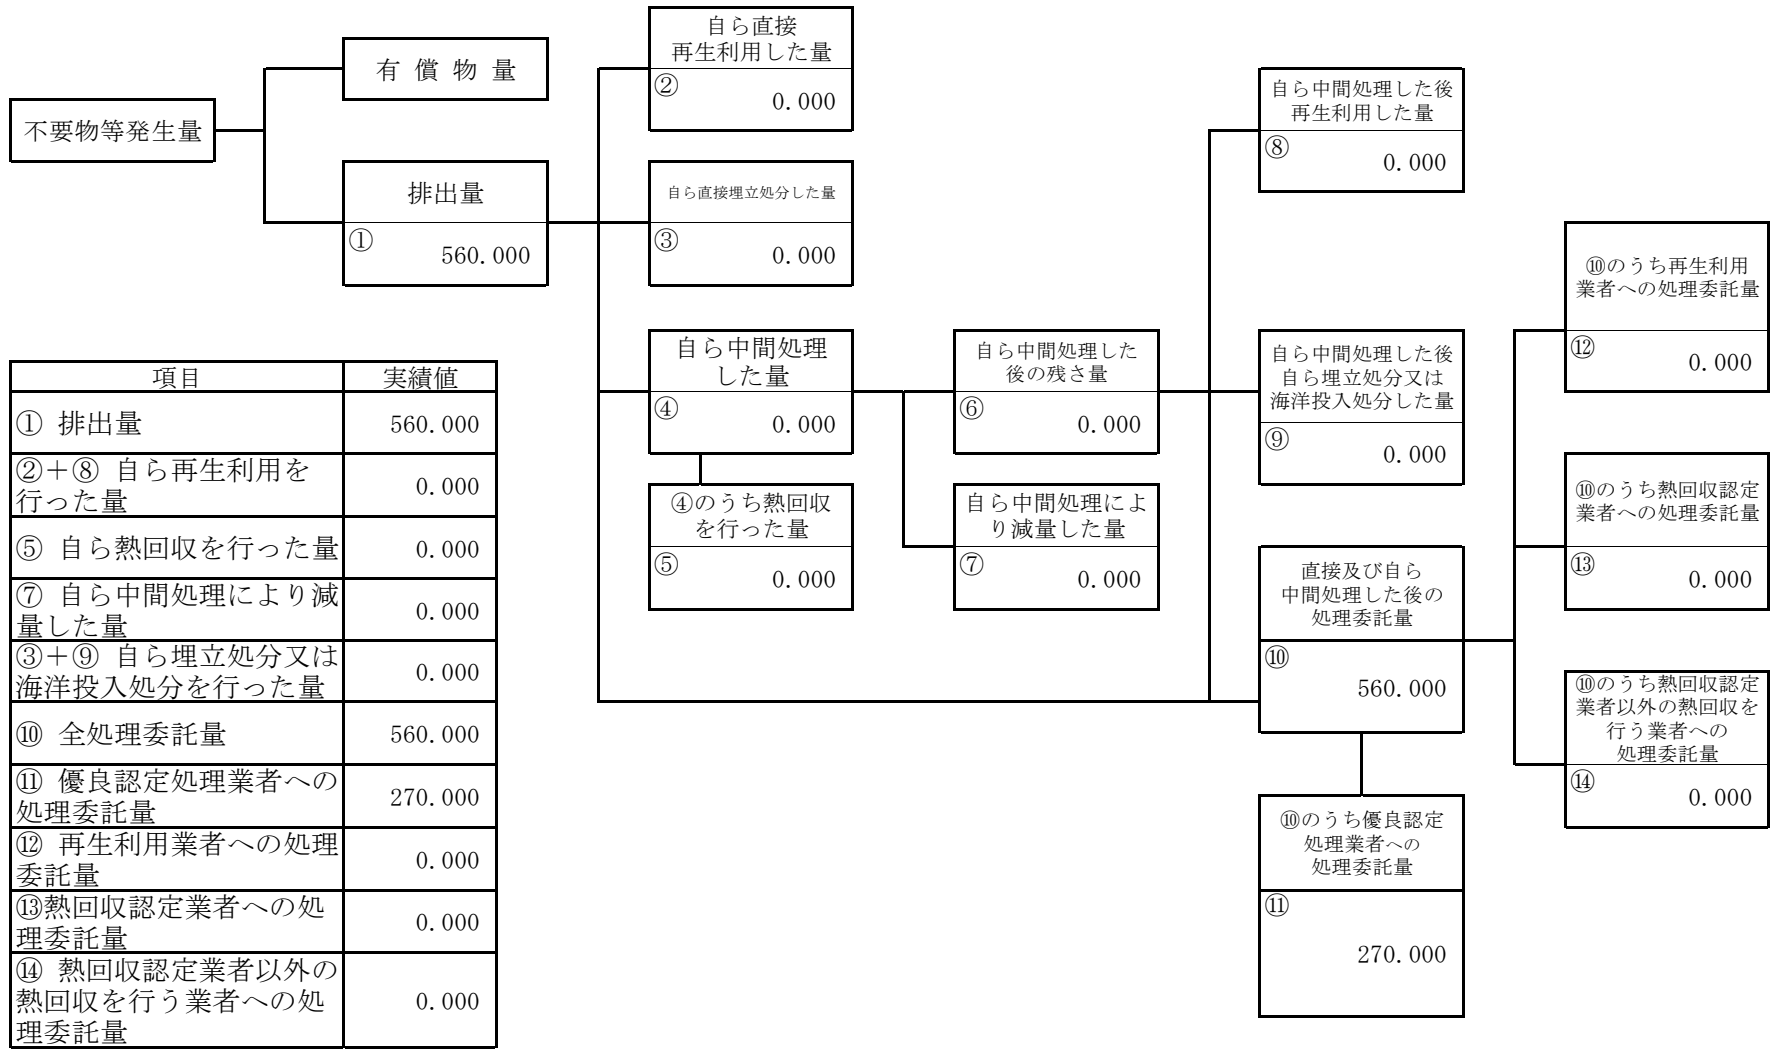 不要物等発生量
有 償 物 量
排出量
①
560.000
自ら直接
再生利用した量
②
0.000
自ら直接埋立処分した量
③
0.000
自ら中間処理
した量
④
0.000
④のうち熱回収
を行った量
⑤
0.000
自ら中間処理した
後の残さ量
⑥
0.000
自ら中間処理によ
り減量した量
⑦
0.000
自ら中間処理した後
再生利用した量
⑧
0.000
自ら中間処理した後
自ら埋立処分又は
海洋投入処分した量
⑨
0.000
直接及び自ら
中間処理した後の
処理委託量
⑩
560.000
⑩のうち優良認定
処理業者への
処理委託量
⑪
270.000
⑩のうち再生利用
業者への処理委託量
⑫
0.000
⑩のうち熱回収認定
業者への処理委託量
⑬
0.000
⑩のうち熱回収認定
業者以外の熱回収を
行う業者への
処理委託量
⑭
0.000
項目 実績値
① 排出量 560.000
②+⑧ 自ら再生利用を
行った量 0.000
⑤ 自ら熱回収を行った量 0.000
⑦ 自ら中間処理により減
量した量 0.000
③+⑨ 自ら埋立処分又は
海洋投入処分を行った量 0.000
⑩ 全処理委託量 560.000
⑪ 優良認定処理業者への
処理委託量 270.000
⑫ 再生利用業者への処理
委託量 0.000
⑬熱回収認定業者への処
理委託量 0.000
⑭ 熱回収認定業者以外の
熱回収を行う業者への処
理委託量 0.000